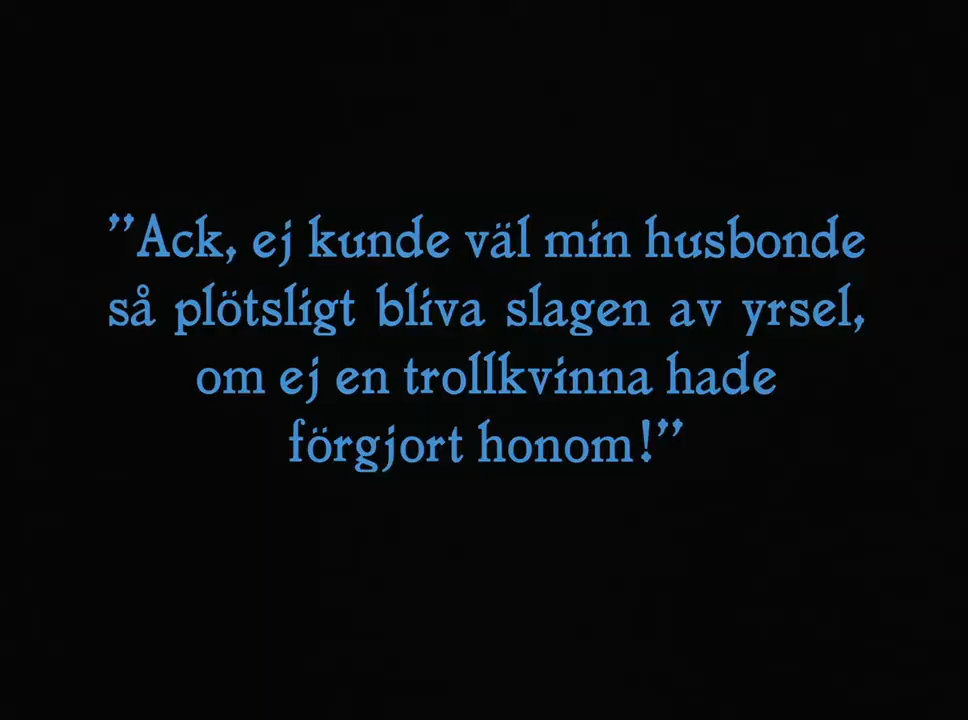 ”Ack, ej kunde väl min husbonde
så plötsligt bliva slagen av yrsel,
om ej en trollkvinna hade
förgjort honom!”